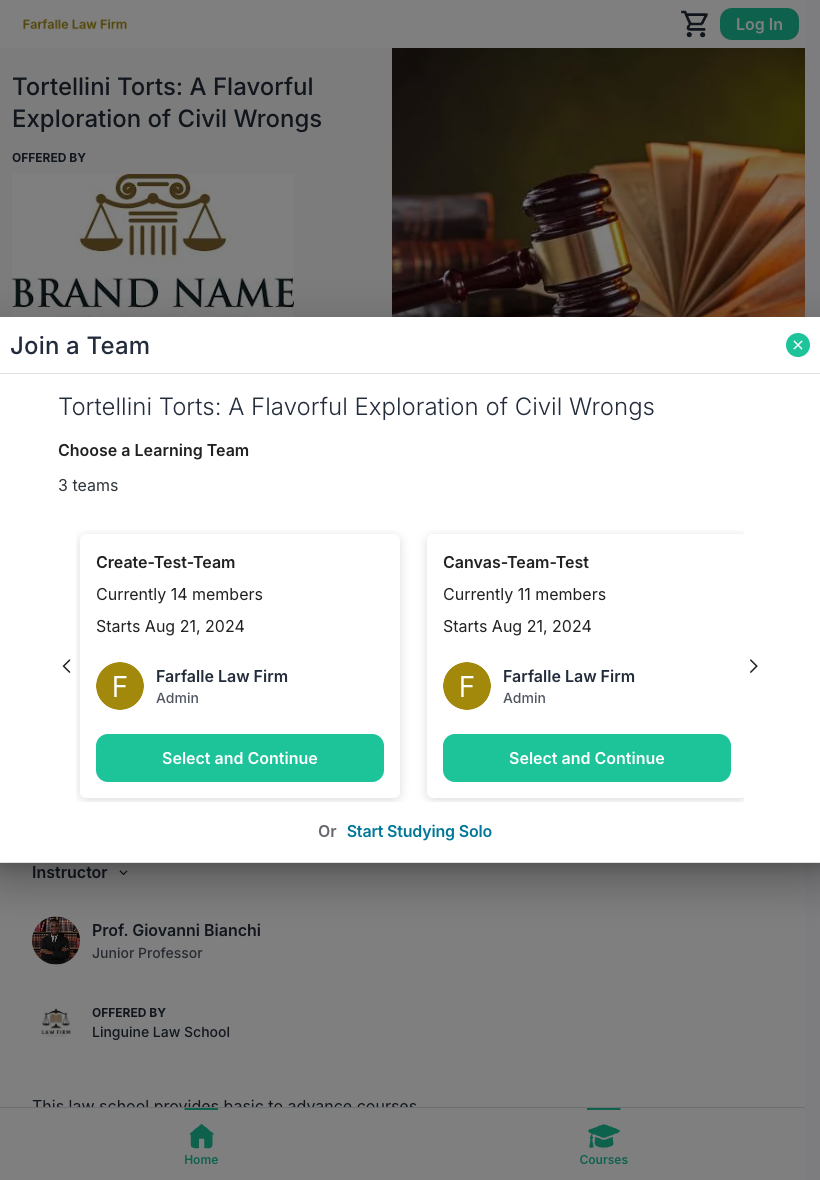 Farfalle Law Firm
Log In
Tortellini Torts: A Flavorful
Exploration of Civil Wrongs
OFFERED BY
BRAND NAME
Join a Team
Tortellini Torts: A Flavorful Exploration of Civil Wrongs
Choose a Learning Team
3 teams
Create-Test-Team
Currently 14 members
Starts Aug 21, 2024
F
Farfalle Law Firm
Admin
Select and Continue
Canvas-Team-Test
Currently 11 members
Starts Aug 21, 2024
F
Farfalle Law Firm
Admin
Select and Continue
Or Start Studying Solo
Instructor
Prof. Giovanni Bianchi
Junior Professor
LAW FIRM
OFFERED BY
Linguine Law School
This law school provides basic to advance courses
Home
Courses